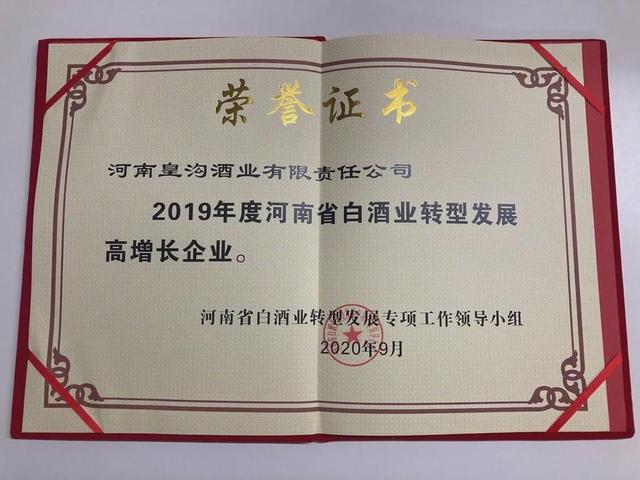 荣誉证书
河南皇沟酒业有限责任公司
2019年度河南省白酒业转型发展
高增长企业。
河南省白酒业转型发展专项工作领导小组
2020年9月